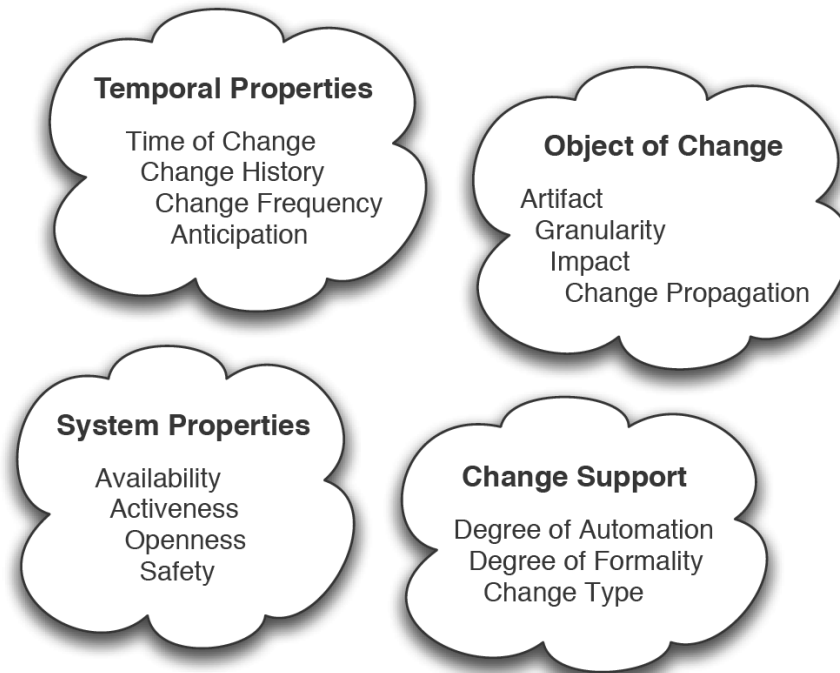 Temporal Properties
Time of Change
Change History
Change Frequency
Anticipation
Object of Change
Artifact
Granularity
Impact
Change Propagation
System Properties
Availability
Activeness
Openness
Safety
Change Support
Degree of Automation
Degree of Formality
Change Type